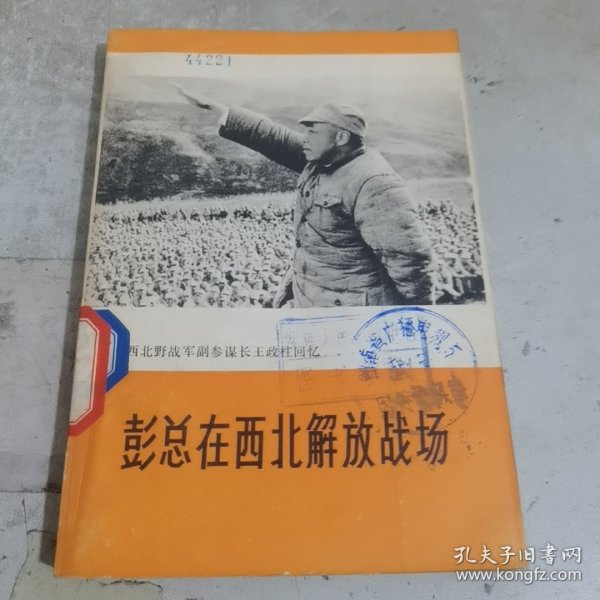 44221
西北野战军副参谋长王政柱回忆
彭总在西北解放战场
孔夫子旧书网
www.kongfz.com